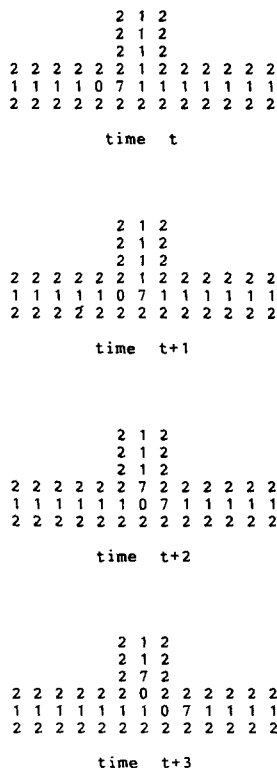 2 1 2
2 1 2
2 1 2
2 2 2 2 2 2 1 2 2 2 2 2 2
1 1 1 1 0 7 1 1 1 1 1 1 1
2 2 2 2 2 2 2 2 2 2 2 2 2
time t
2 1 2
2 1 2
2 1 2
2 2 2 2 2 2 1 2 2 2 2 2 2
1 1 1 1 1 0 7 1 1 1 1 1 1
2 2 2 2 2 2 2 2 2 2 2 2 2
time t+1
2 1 2
2 1 2
2 1 2
2 2 2 2 2 2 7 2 2 2 2 2 2
1 1 1 1 1 1 0 7 1 1 1 1 1
2 2 2 2 2 2 2 2 2 2 2 2 2
time t+2
2 1 2
2 1 2
2 7 2
2 2 2 2 2 2 0 2 2 2 2 2 2
1 1 1 1 1 1 1 0 7 1 1 1 1
2 2 2 2 2 2 2 2 2 2 2 2 2
time t+3